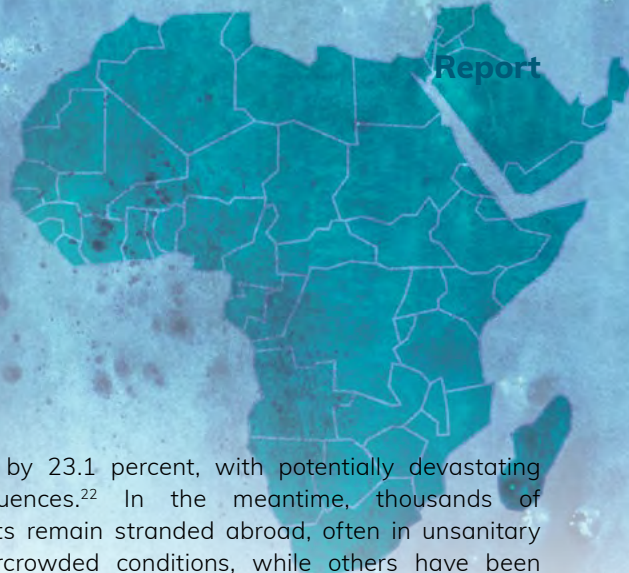 Report
by 23.1 percent, with potentially devastating
uences.²² In the meantime, thousands of
ts remain stranded abroad, often in unsanitary
rcrowded conditions, while others have been